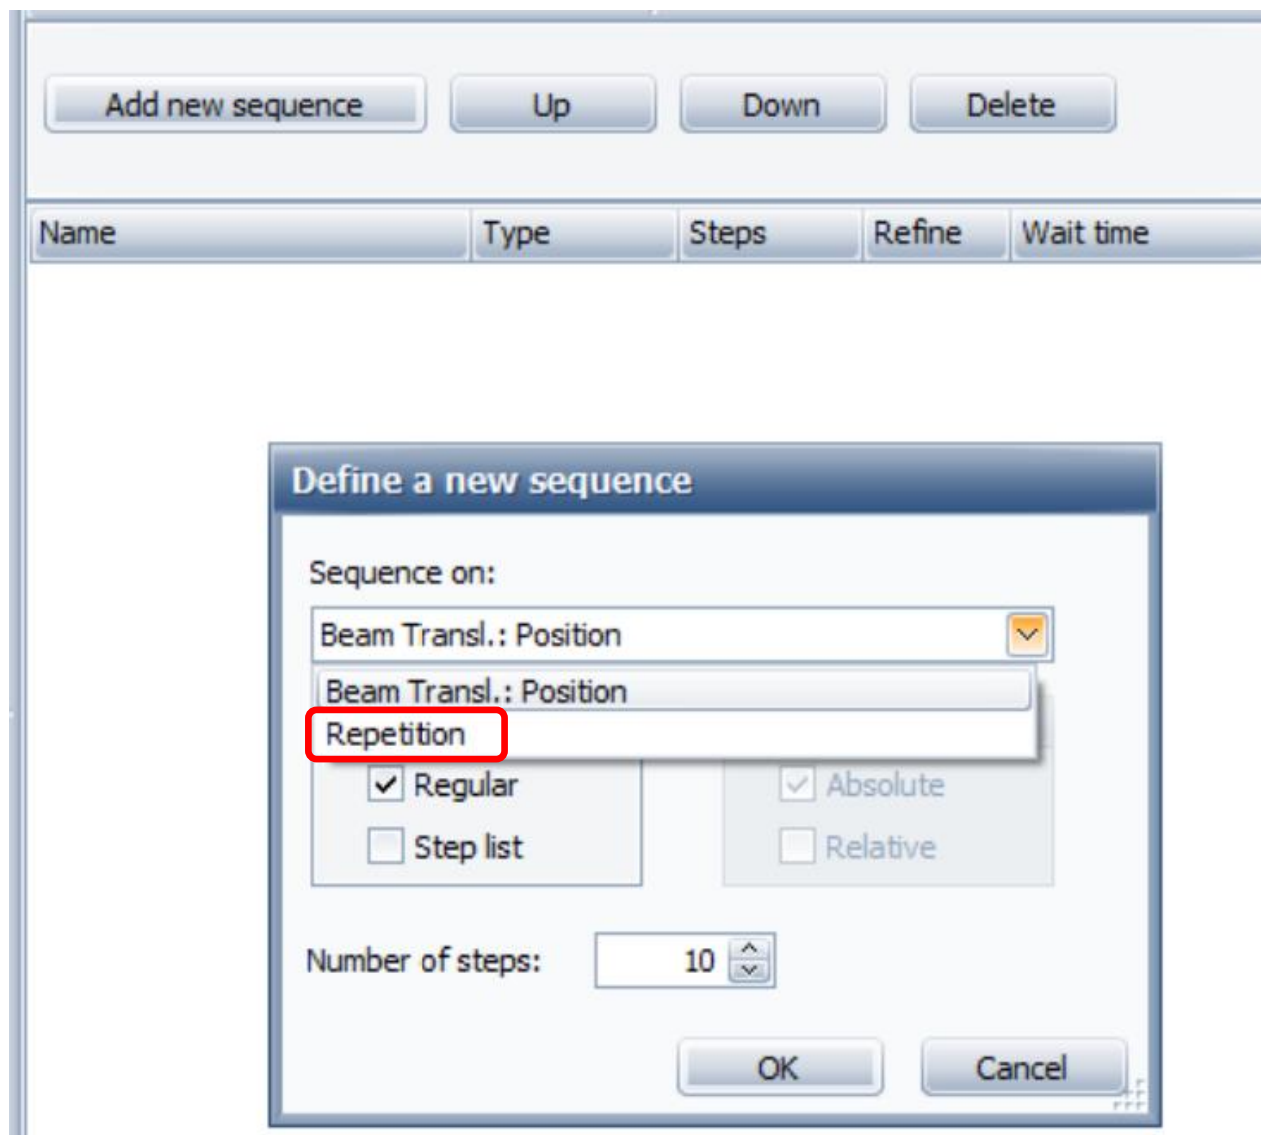 Add new sequence Up Down Delete
Name Type Steps Refine Wait time
Define a new sequence
Sequence on:
Beam Transl.: Position
Beam Transl.: Position
Repetition
Regular Absolute
Step list Relative
Number of steps: 10
OK Cancel